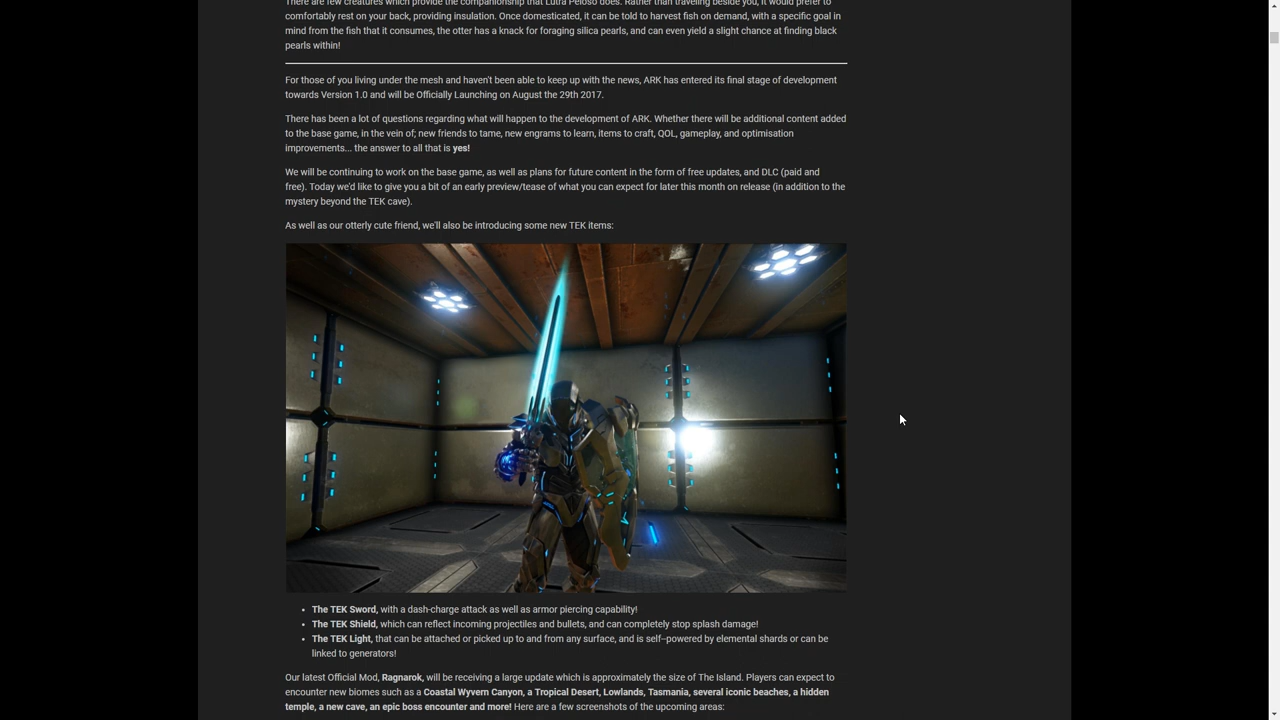 There are few creatures which provide the companionship that Lutra Peloso does. Rather than traveling beside you, it would prefer to
comfortably rest on your back, providing insulation. Once domesticated, it can be told to harvest fish on demand, with a specific goal in
mind from the fish that it consumes, the otter has a knack for foraging silica pearls, and can even yield a slight chance at finding black
pearls within!
For those of you living under the mesh and haven't been able to keep up with the news, ARK has entered its final stage of development
towards Version 1.0 and will be Officially Launching on August the 29th 2017.
There has been a lot of questions regarding what will happen to the development of ARK. Whether there will be additional content added
to the base game, in the vein of; new friends to tame, new engrams to learn, items to craft, QOL, gameplay, and optimisation
improvements... the answer to all that is yes!
We will be continuing to work on the base game, as well as plans for future content in the form of free updates, and DLC (paid and
free). Today we'd like to give you a bit of an early preview/tease of what you can expect for later this month on release (in addition to the
mystery beyond the TEK cave).
As well as our otterly cute friend, we'll also be introducing some new TEK items:
• The TEK Sword, with a dash-charge attack as well as armor piercing capability!
• The TEK Shield, which can reflect incoming projectiles and bullets, and can completely stop splash damage!
• The TEK Light, that can be attached or picked up to and from any surface, and is self–powered by elemental shards or can be
linked to generators!
Our latest Official Mod, Ragnarok, will be receiving a large update which is approximately the size of The Island. Players can expect to
encounter new biomes such as a Coastal Wyvern Canyon, a Tropical Desert, Lowlands, Tasmania, several iconic beaches, a hidden
temple, a new cave, an epic boss encounter and more! Here are a few screenshots of the upcoming areas: